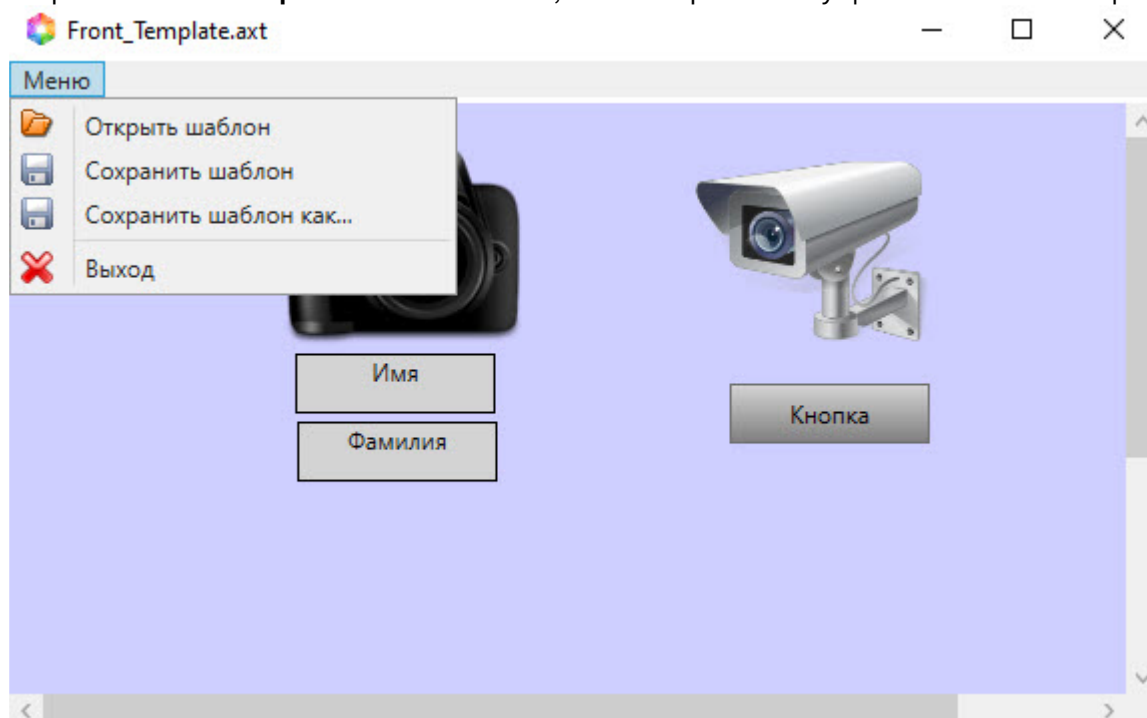 Front_Template.axt
Меню
Открыть шаблон
Сохранить шаблон
Сохранить шаблон как...
Выход
Имя
Фамилия
Кнопка